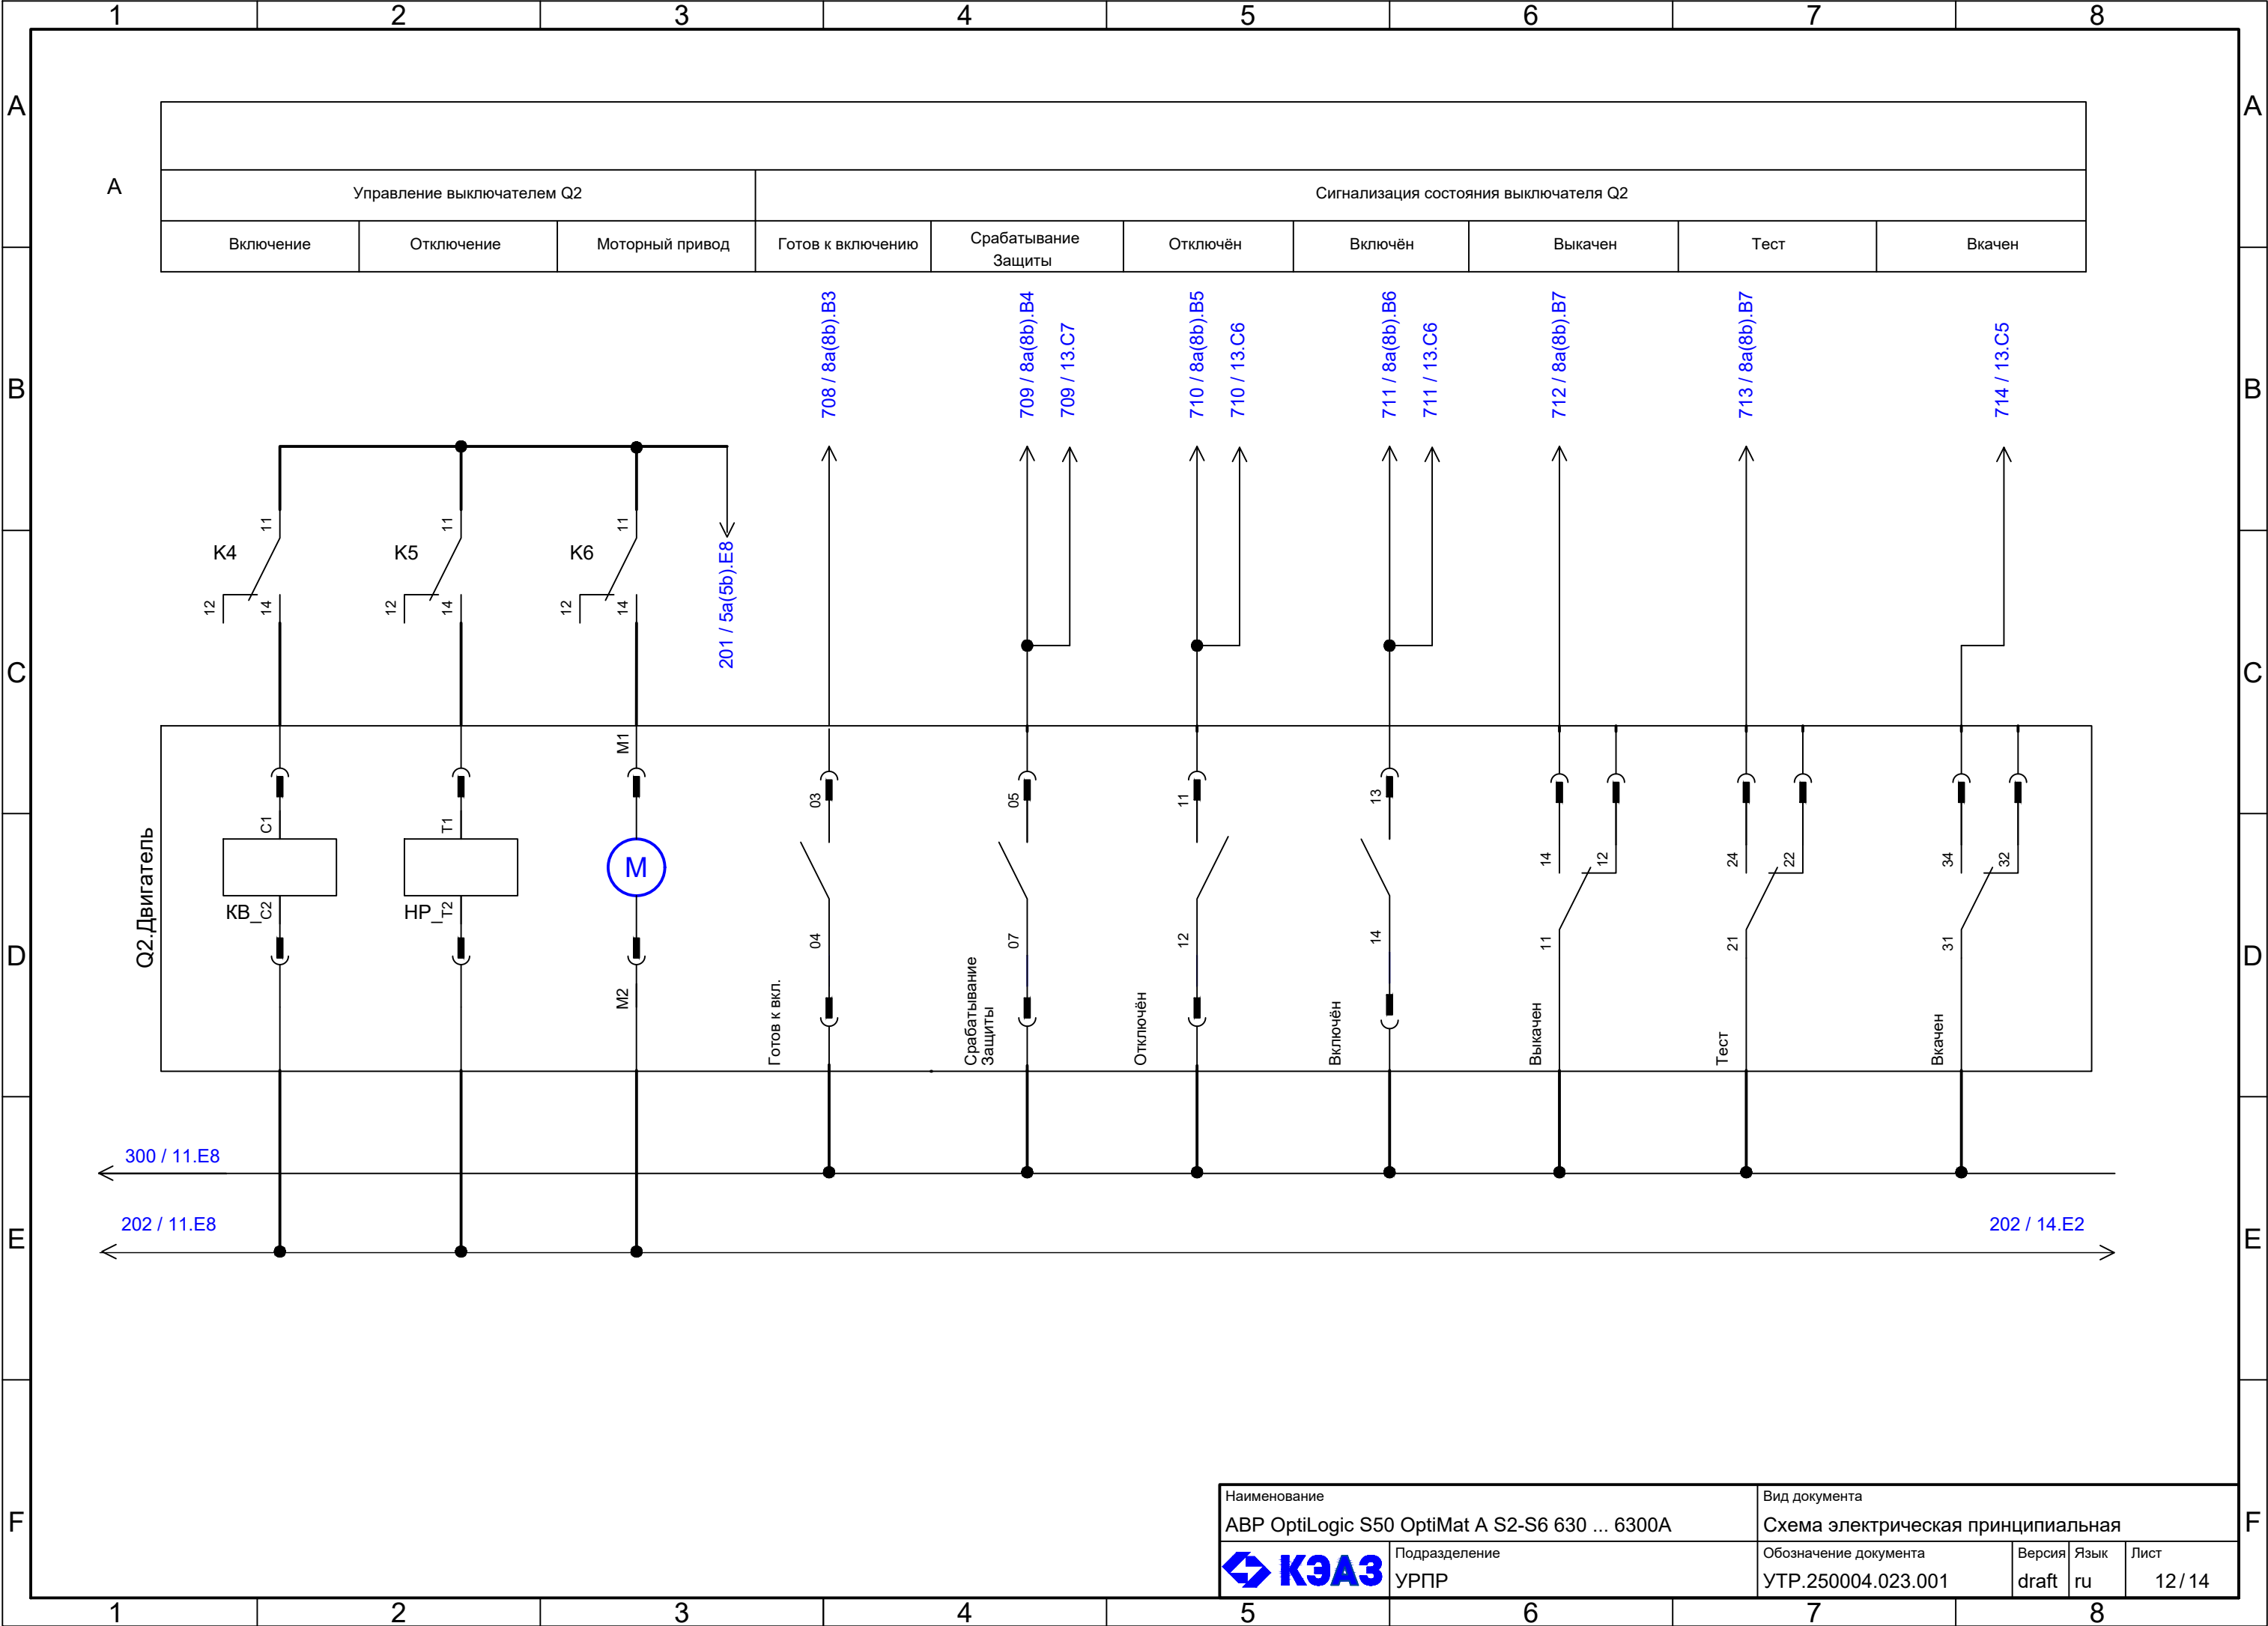 1 2 3 4 5 6 7 8
A A
A
Управление выключателем Q2 Сигнализация состояния выключателя Q2
Включение Отключение Моторный привод Готов к включению Срабатывание Отключён Включён Выкачен Тест Вкачен
Защиты
708 / 8a(8b).B3
709 / 8a(8b).B4
709 / 13.C7
710 / 8a(8b).B5
710 / 13.C6
711 / 8a(8b).B6
711 / 13.C6
712 / 8a(8b).B7
713 / 8a(8b).B7
714 / 13.C5
B B
11 11 11
K4 K5 K6
12 14 12 14 12 14
201 / 5a(5b).E8
C C
M1
03 05 11 13
C1 T1
Q2.Двигатель
M
14 12 24 22 34 32
КВ_ C2 НР_ T2
04 07 12 14 11 21 31
D D
M2
Готов к вкл.
Срабатывание
Защиты
Отключён
Включён
Выкачен
Тест
Вкачен
300 / 11.E8
202 / 11.E8 202 / 14.E2
E E
F F
Наименование Вид документа
АВР OptiLogic S50 OptiMat A S2-S6 630 ... 6300A Схема электрическая принципиальная
КЭАЗ Подразделение Обозначение документа Версия Язык Лист
УРПР УТР.250004.023.001 draft ru 12 / 14
1 2 3 4 5 6 7 8